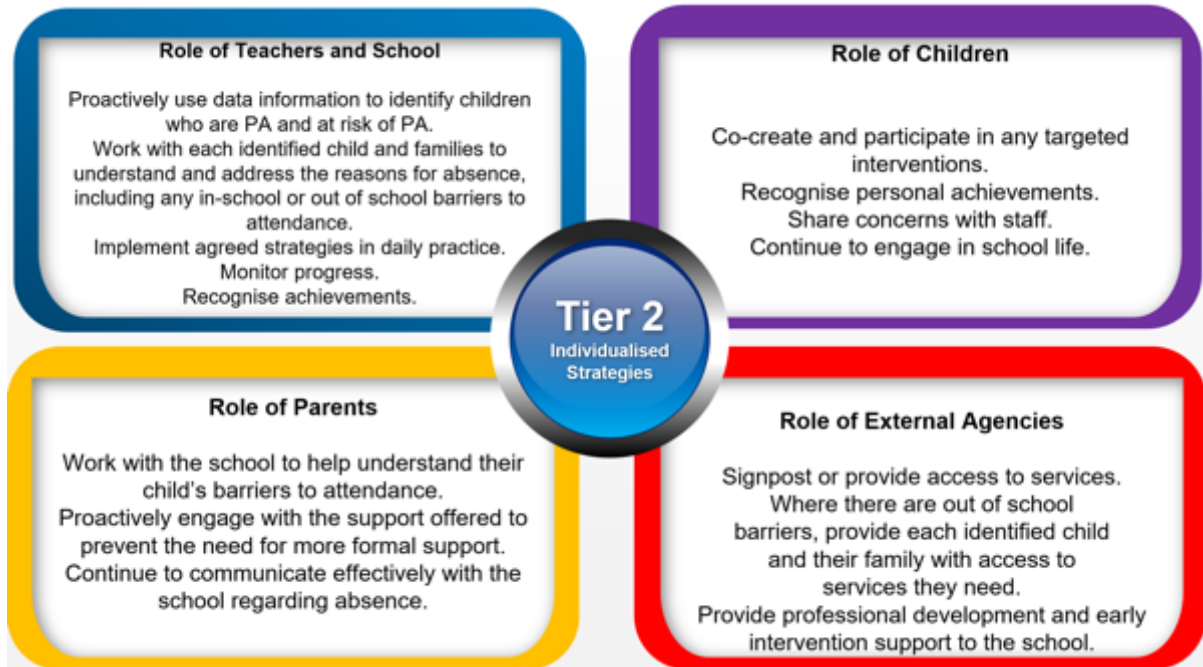 Role of Teachers and School
Proactively use data information to identify children
who are PA and at risk of PA.
Work with each identified child and families to
understand and address the reasons for absence,
including any in-school or out of school barriers to
attendance.
Implement agreed strategies in daily practice.
Monitor progress.
Recognise achievements.
Role of Children
Co-create and participate in any targeted
interventions.
Recognise personal achievements.
Share concerns with staff.
Continue to engage in school life.
Tier 2
Individualised
Strategies
Role of Parents
Work with the school to help understand their
child's barriers to attendance.
Proactively engage with the support offered to
prevent the need for more formal support.
Continue to communicate effectively with the
school regarding absence.
Role of External Agencies
Signpost or provide access to services.
Where there are out of school
barriers, provide each identified child
and their family with access to
services they need.
Provide professional development and early
intervention support to the school.